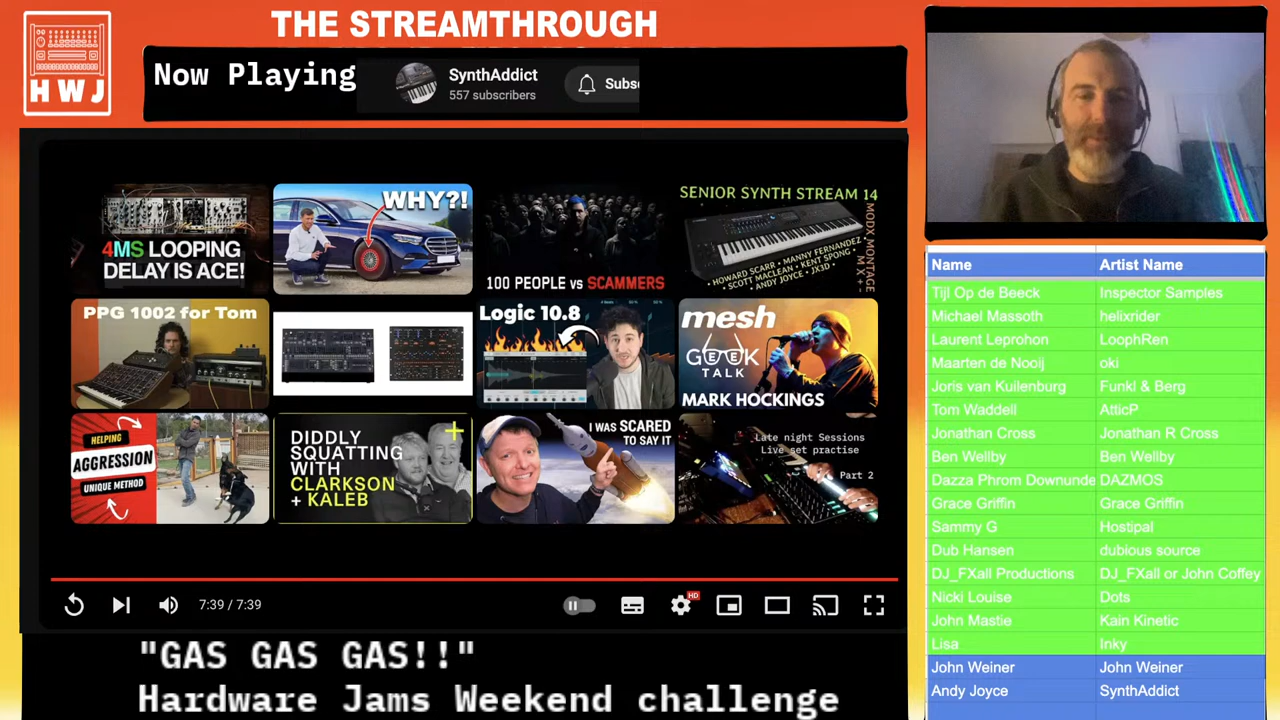 THE STREAMTHROUGH
HWJ
Now Playing
SynthAddict
557 subscribers
Subs
4MS LOOPING
DELAY IS ACE!
WHY?!
100 PEOPLE vs SCAMMERS
SENIOR SYNTH STREAM 14
MODX MONTAGE
HOWARD SCARR • MANNY FERNANDEZ •
SCOTT MACLEAN • KENT SPONG •
ANDY JOYCE • JX3D •
PPG 1002 for Tom
Logic 10.8
mesh
GEEK
TALK
MARK HOCKINGS
HELPING
AGGRESSION
UNIQUE METHOD
DIDDLY
SQUATTING
WITH
CLARKSON
+ KALEB
I WAS SCARED
TO SAY IT
Late night Sessions
Live set practise
Part 2
7:39 / 7:39
HD
"GAS GAS GAS!!"
Hardware Jams Weekend challenge
Name Artist Name
Tijl Op de Beeck Inspector Samples
Michael Massoth helixrider
Laurent Leprohon LoophRen
Maarten de Nooij oki
Joris van Kuilenburg Funkl & Berg
Tom Waddell AtticP
Jonathan Cross Jonathan R Cross
Ben Wellby Ben Wellby
Dazza Phrom Downunde DAZMOS
Grace Griffin Grace Griffin
Sammy G Hostipal
Dub Hansen dubious source
DJ_FXall Productions DJ_FXall or John Coffey
Nicki Louise Dots
John Mastie Kain Kinetic
Lisa Inky
John Weiner John Weiner
Andy Joyce SynthAddict